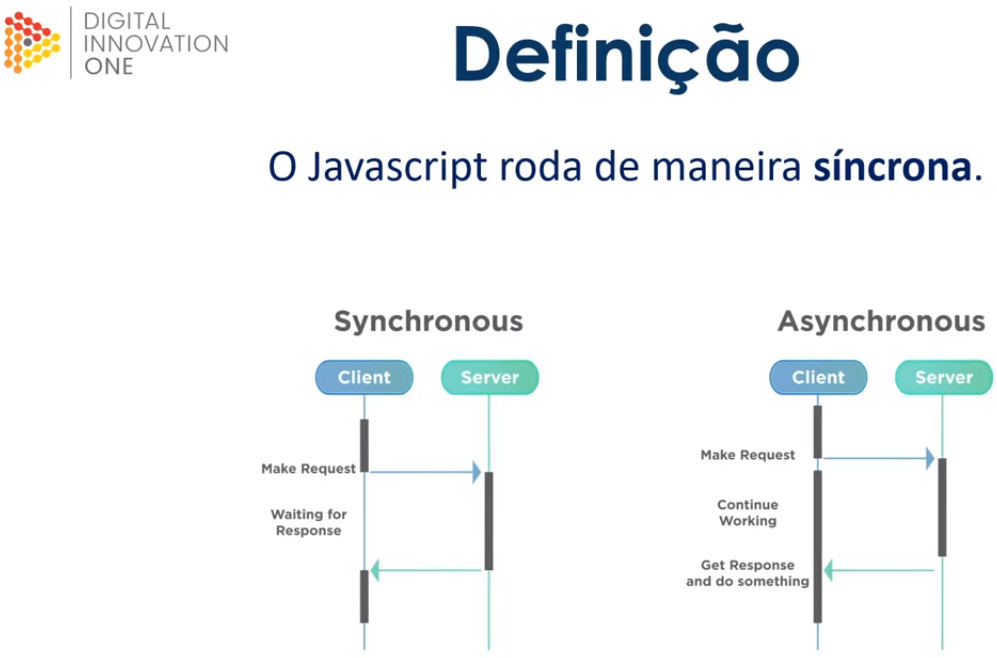 DIGITAL
INNOVATION
ONE
Definição
O Javascript roda de maneira síncrona.
Synchronous
Client
Server
Make Request
Waiting for
Response
Asynchronous
Client
Server
Make Request
Continue
Working
Get Response
and do something